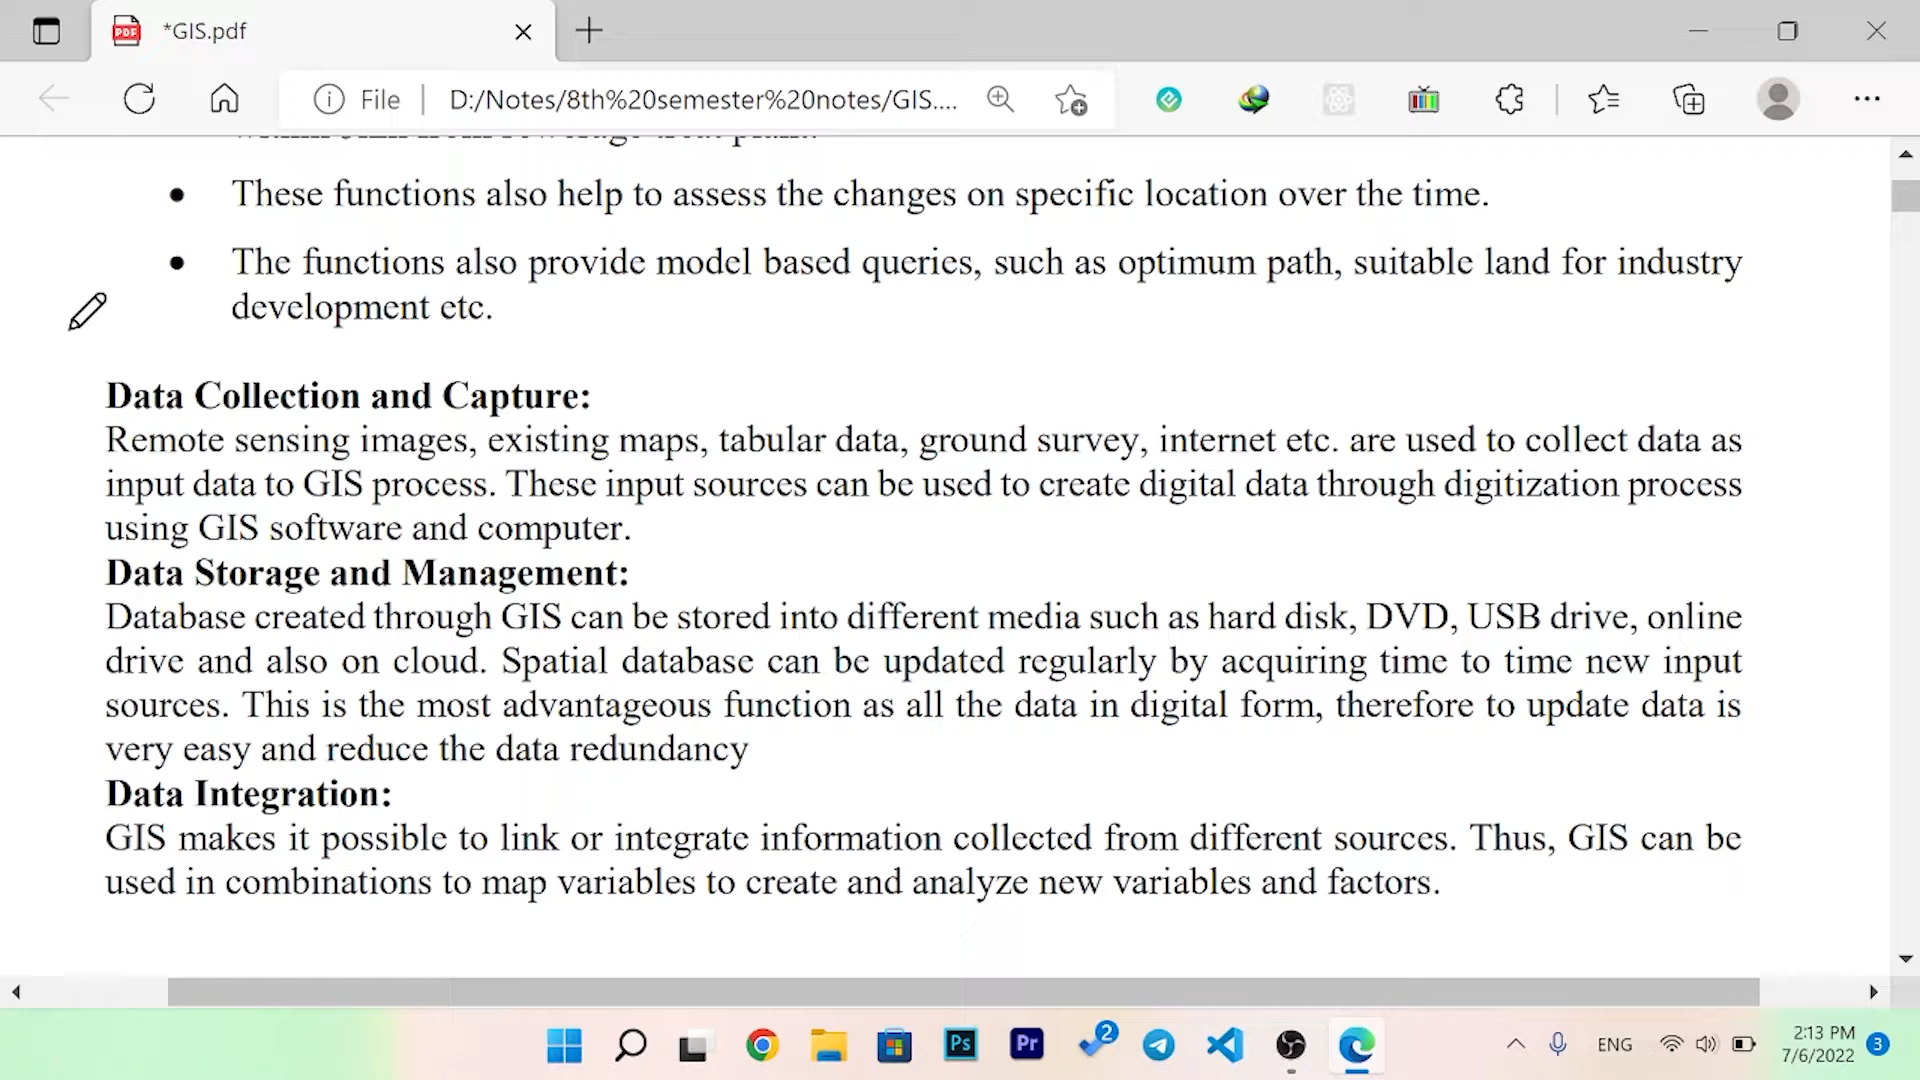 *GIS.pdf
File
D:/Notes/8th%20semester%20notes/GIS....
• These functions also help to assess the changes on specific location over the time.
• The functions also provide model based queries, such as optimum path, suitable land for industry
development etc.
Data Collection and Capture:
Remote sensing images, existing maps, tabular data, ground survey, internet etc. are used to collect data as
input data to GIS process. These input sources can be used to create digital data through digitization process
using GIS software and computer.
Data Storage and Management:
Database created through GIS can be stored into different media such as hard disk, DVD, USB drive, online
drive and also on cloud. Spatial database can be updated regularly by acquiring time to time new input
sources. This is the most advantageous function as all the data in digital form, therefore to update data is
very easy and reduce the data redundancy
Data Integration:
GIS makes it possible to link or integrate information collected from different sources. Thus, GIS can be
used in combinations to map variables to create and analyze new variables and factors.
Ps
Pr
2
ENG
2:13 PM
7/6/2022
3